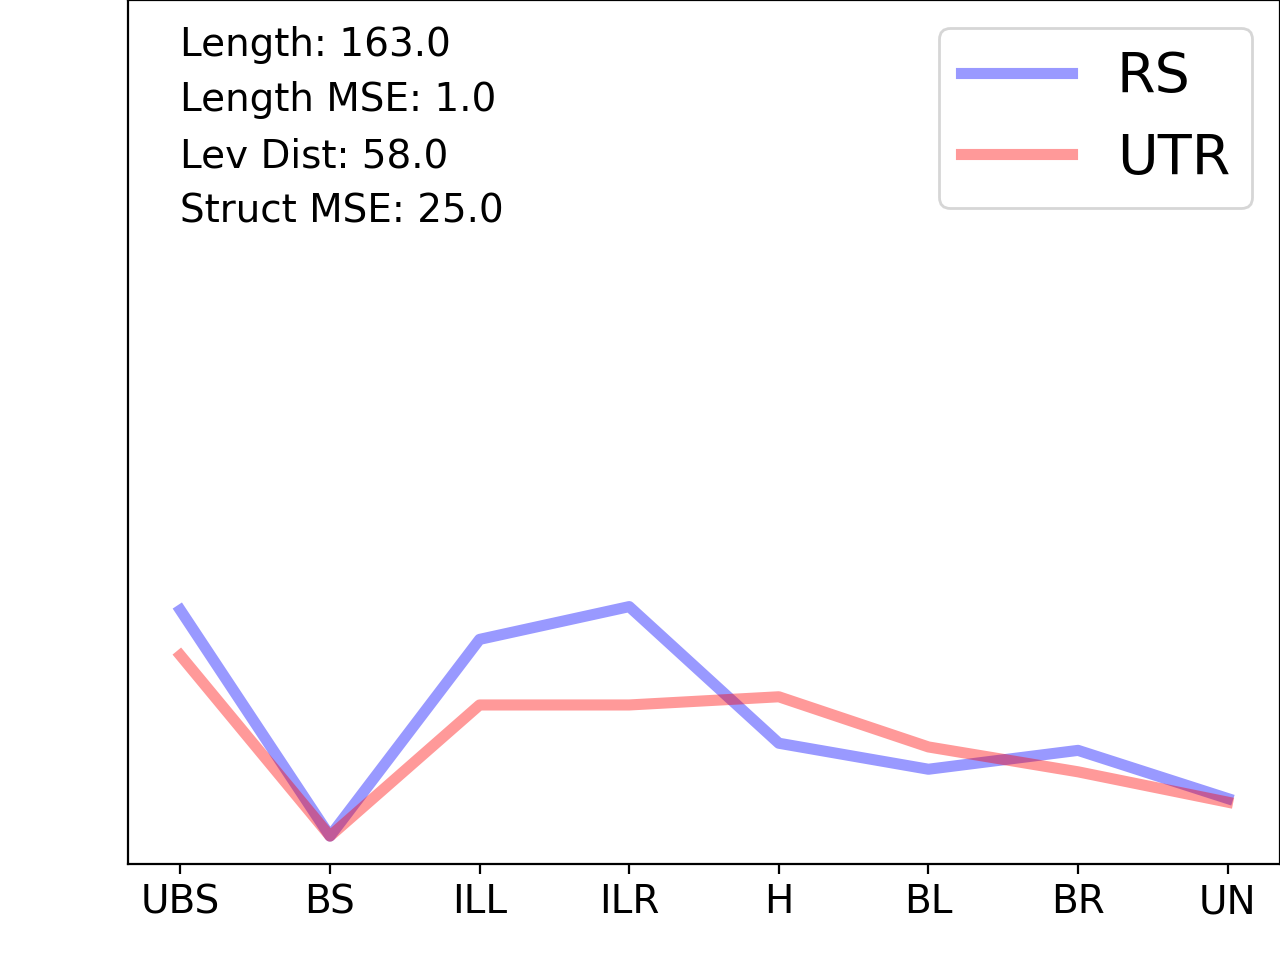 Length: 163.0
Length MSE: 1.0
Lev Dist: 58.0
Struct MSE: 25.0
RS
UTR
UBS BS ILL ILR H BL BR UN